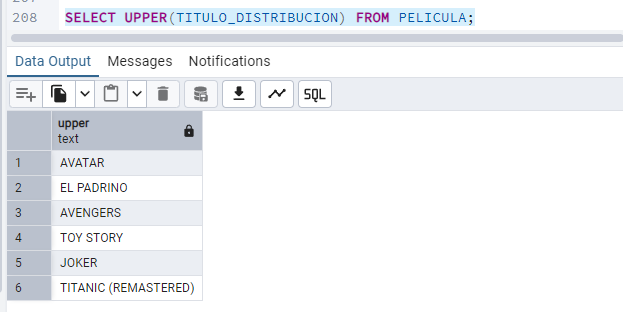 208 SELECT UPPER(TITULO_DISTRIBUCION) FROM PELICULA;
Data Output Messages Notifications
SQL
upper
text
1 AVATAR
2 EL PADRINO
3 AVENGERS
4 TOY STORY
5 JOKER
6 TITANIC (REMASTERED)